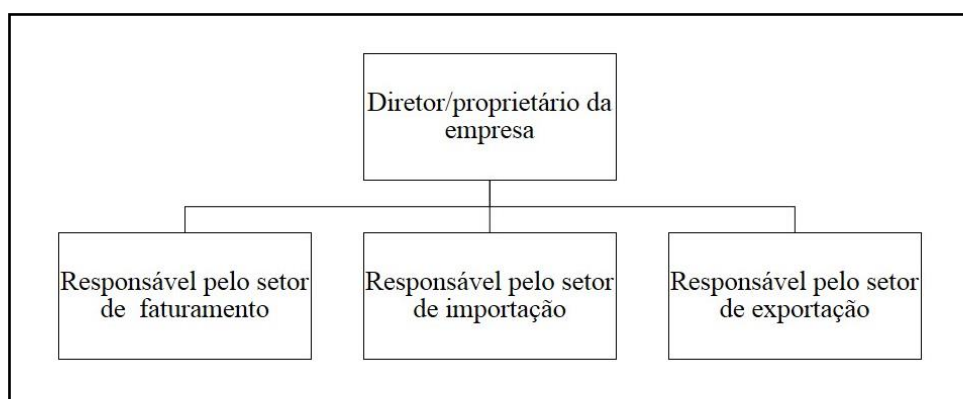 Diretor/proprietário da
empresa
Responsável pelo setor
de faturamento
Responsável pelo setor
de importação
Responsável pelo setor
de exportação